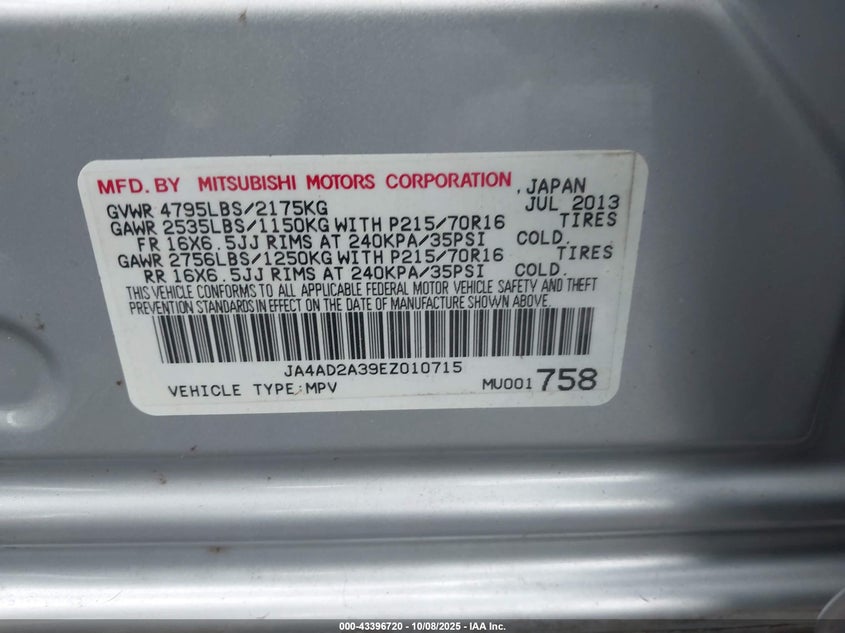 MFD. BY MITSUBISHI MOTORS CORPORATION , JAPAN
GVWR 4795LBS/2175KG JUL 2013
GAWR 2535LBS/1150KG WITH P215/70R16 TIRES
FR 16X6.5JJ RIMS AT 240KPA/35PSI COLD.
GAWR 2756LBS/1250KG WITH P215/70R16 TIRES
RR 16X6.5JJ RIMS AT 240KPA/35PSI COLD.
THIS VEHICLE CONFORMS TO ALL APPLICABLE FEDERAL MOTOR VEHICLE SAFETY AND THEFT
PREVENTION STANDARDS IN EFFECT ON THE DATE OF MANUFACTURE SHOWN ABOVE.
JA4AD2A39EZ010715
VEHICLE TYPE:MPV MU001 758
000-43396720 - 10/08/2025 - IAA Inc.